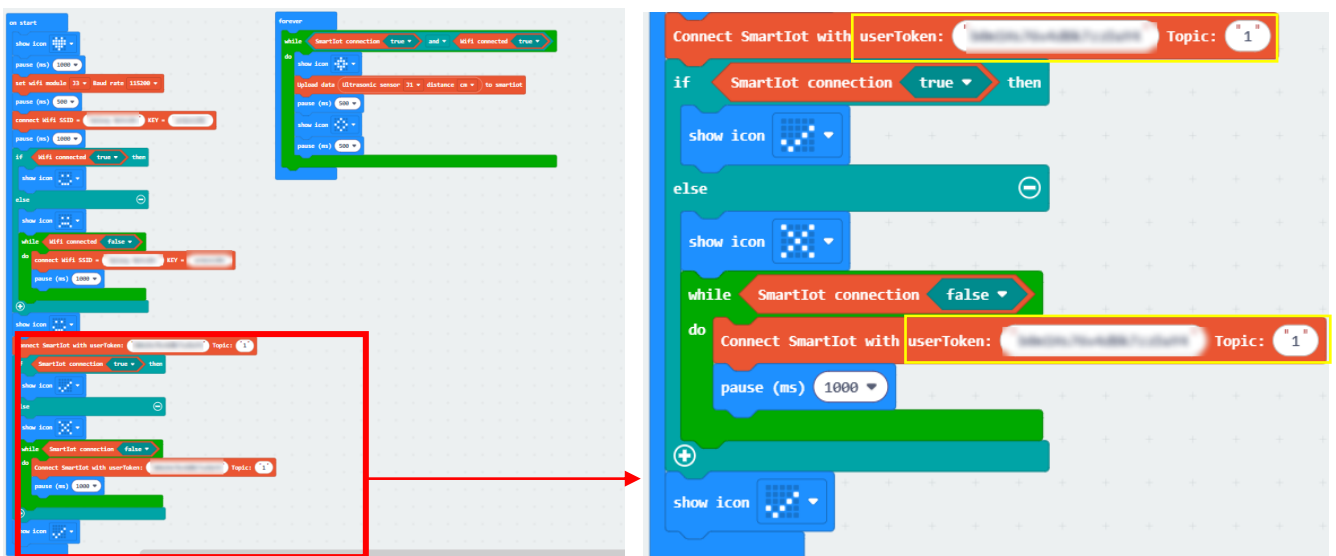 on start
show icon
pause (ms) 1000
set wifi module J3 Baud rate 115200
pause (ms) 500
connect Wifi SSID = KEY =
pause (ms) 1000
if Wifi connected true then
show icon
else
show icon
while Wifi connected false
do connect Wifi SSID = KEY =
pause (ms) 1000
show icon
Connect SmartIot with userToken: Topic: "1"
if SmartIot connection true then
show icon
else
show icon
while SmartIot connection false
do Connect SmartIot with userToken: Topic: "1"
pause (ms) 1000
show icon
forever
while SmartIot connection true and Wifi connected true
do show icon
Upload data Ultrasonic sensor J1 distance cm to smartiot
pause (ms) 500
show icon
pause (ms) 500
Connect SmartIot with userToken: Topic: "1"
if SmartIot connection true then
show icon
else
show icon
while SmartIot connection false
do Connect SmartIot with userToken: Topic: "1"
pause (ms) 1000
show icon